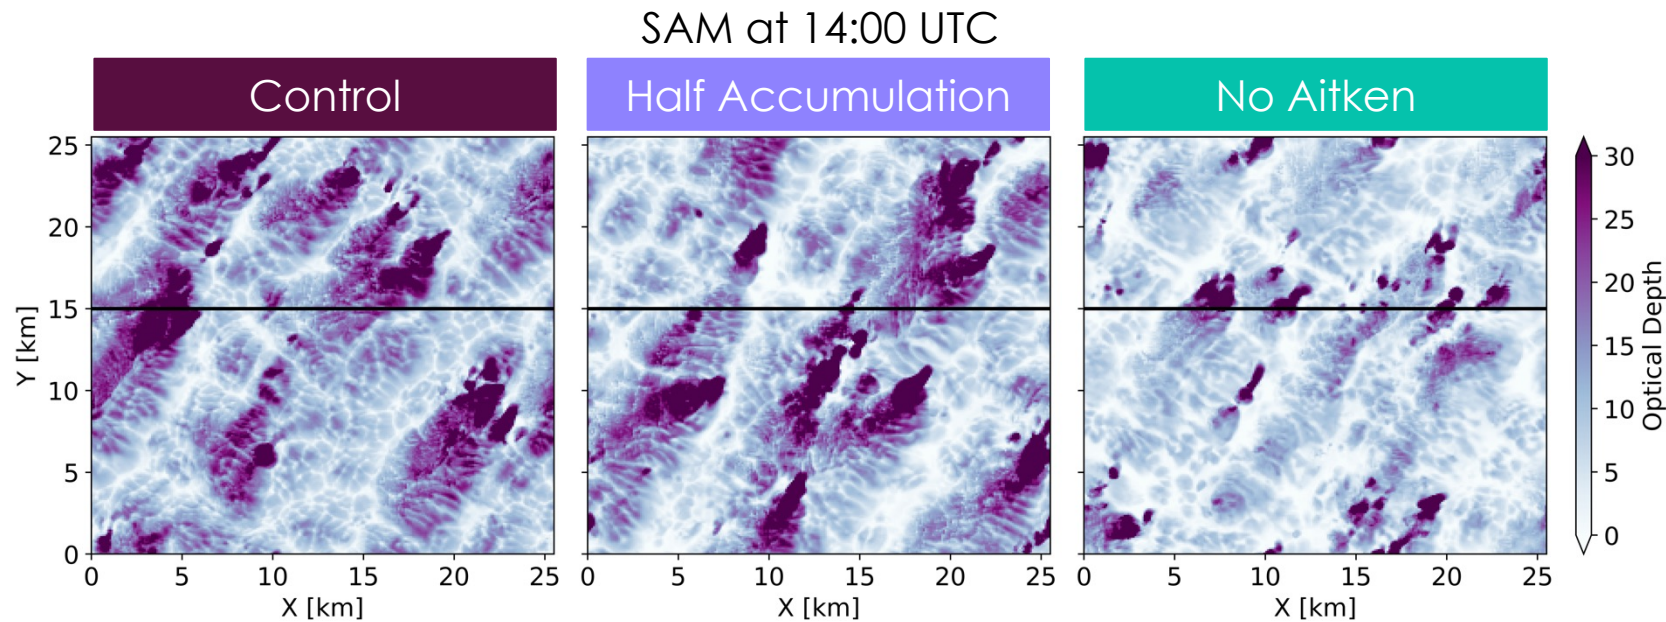 SAM at 14:00 UTC
Control
Half Accumulation
No Aitken
25
20
15
10
5
0
Y [km]
0 5 10 15 20 25
X [km]
0 5 10 15 20 25
X [km]
0 5 10 15 20 25
X [km]
30
25
20
15
10
5
0
Optical Depth